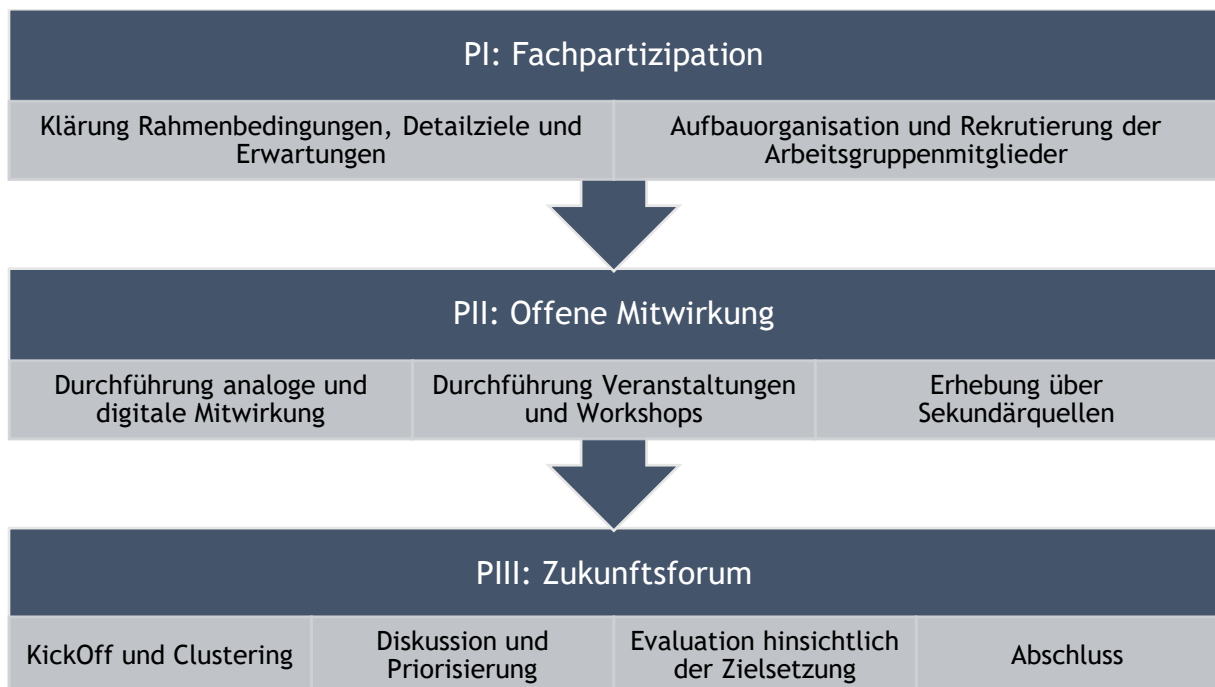 PI: Fachpartizipation
Klärung Rahmenbedingungen, Detailziele und
Erwartungen
Aufbauorganisation und Rekrutierung der
Arbeitsgruppenmitglieder
PII: Offene Mitwirkung
Durchführung analoge und
digitale Mitwirkung
Durchführung Veranstaltungen
und Workshops
Erhebung über
Sekundärquellen
PIII: Zukunftsforum
KickOff und Clustering
Diskussion und
Priorisierung
Evaluation hinsichtlich
der Zielsetzung
Abschluss